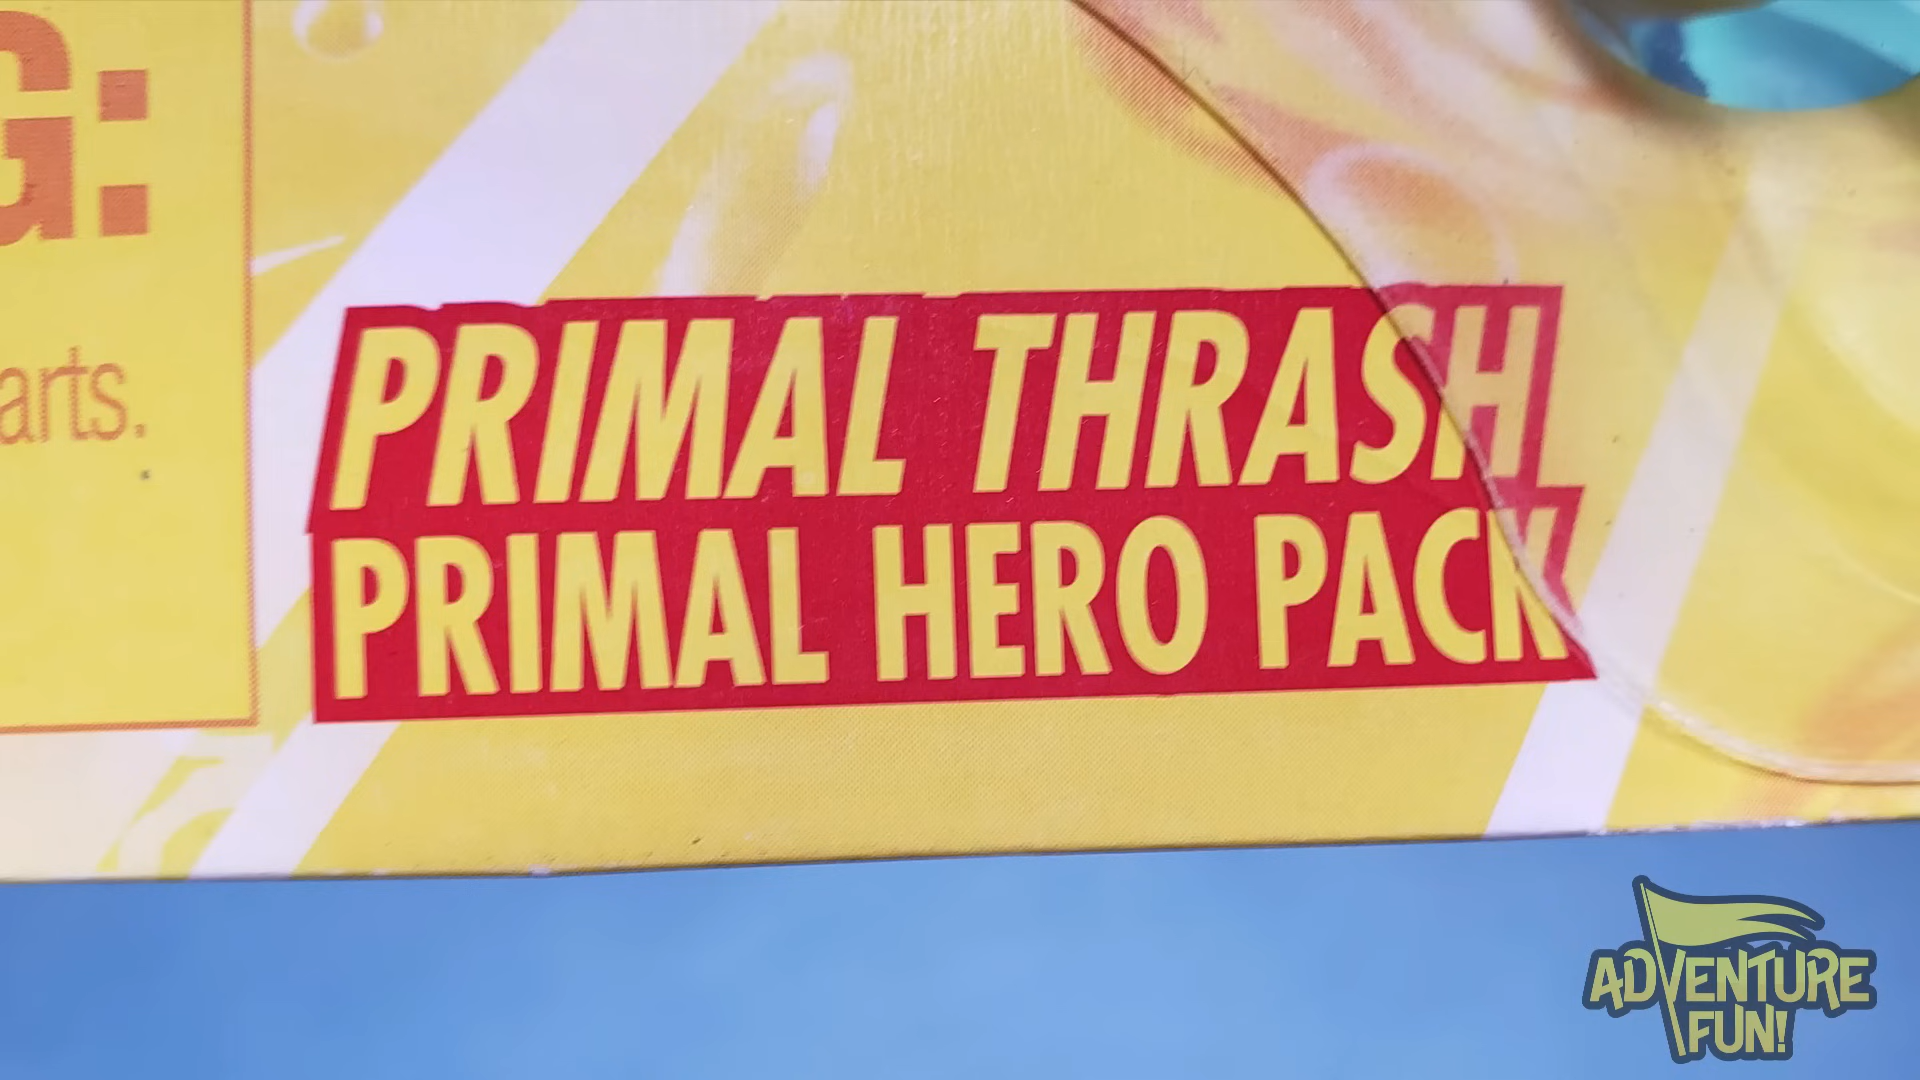 G:
arts.
PRIMAL THRASH
PRIMAL HERO PACK
ADVENTURE
FUN!